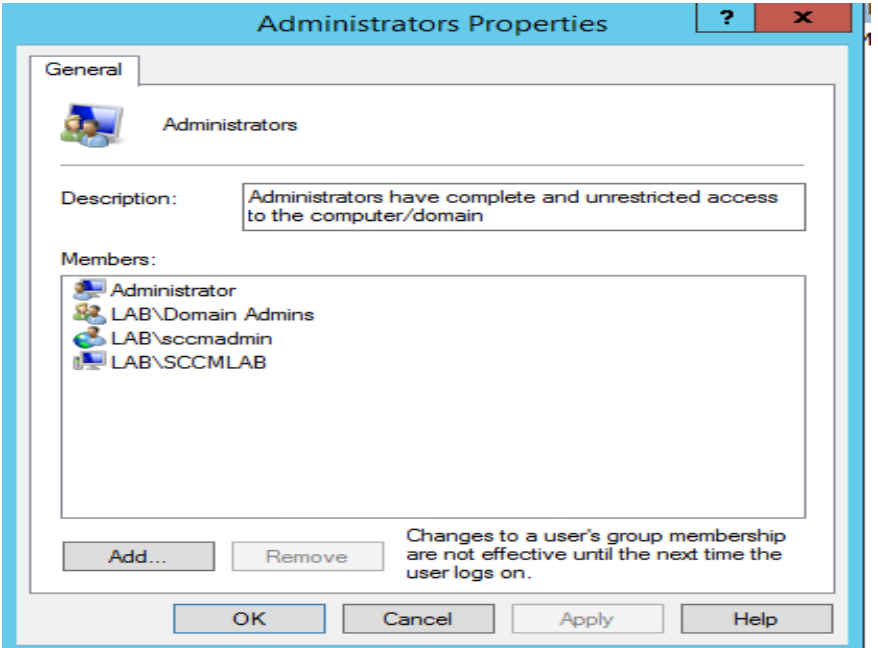 Administrators Properties
?
x
General
Administrators
Description:
Administrators have complete and unrestricted access
to the computer/domain
Members:
Administrator
LAB\Domain Admins
LAB\sccmadmin
LAB\SCCMLAB
Add...
Remove
Changes to a user's group membership
are not effective until the next time the
user logs on.
OK
Cancel
Apply
Help